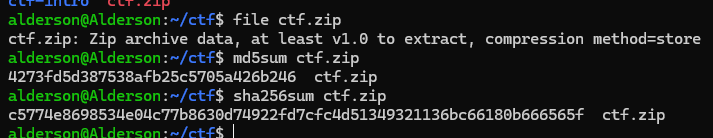 ctf-intro  ctf.zip
alderson@Alderson:~/ctf$ file ctf.zip
ctf.zip: Zip archive data, at least v1.0 to extract, compression method=store
alderson@Alderson:~/ctf$ md5sum ctf.zip
4273fd5d387538afb25c5705a426b246  ctf.zip
alderson@Alderson:~/ctf$ sha256sum ctf.zip
c5774e8698534e04c77b8630d74922fd7cfc4d51349321136bc66180b666565f  ctf.zip
alderson@Alderson:~/ctf$